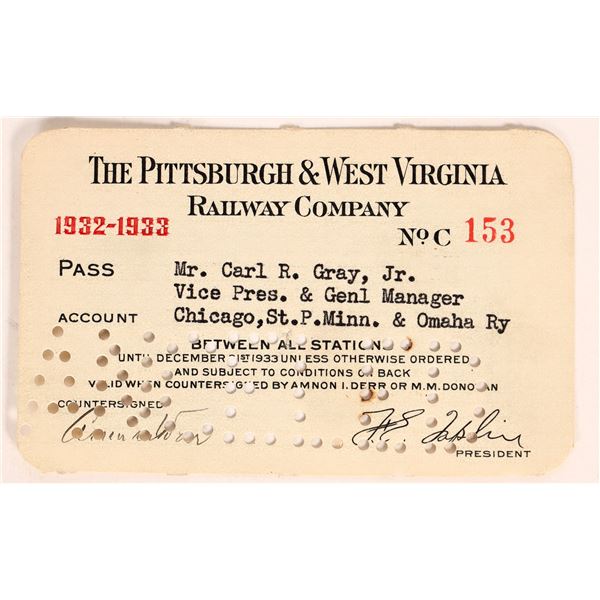 THE PITTSBURGH & WEST VIRGINIA
RAILWAY COMPANY
1932-1933
No. C 153
PASS Mr. Carl R. Gray, Jr.
Vice Pres. & Genl Manager
ACCOUNT Chicago,St.P.Minn. & Omaha Ry
BETWEEN ALL STATIONS
UNTIL DECEMBER 31ST 1933 UNLESS OTHERWISE ORDERED
AND SUBJECT TO CONDITIONS ON BACK
VALID WHEN COUNTERSIGNED BY AMNON I. DERR OR M.M. DONOVAN
COUNTERSIGNED
F.E. Taplin
PRESIDENT